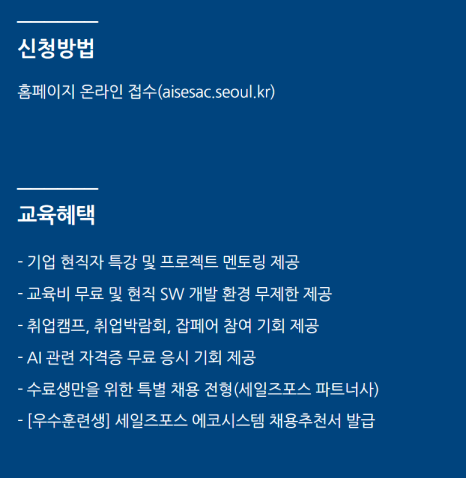 신청방법
홈페이지 온라인 접수(aisesac.seoul.kr)
교육혜택
- 기업 현직자 특강 및 프로젝트 멘토링 제공
- 교육비 무료 및 현직 SW 개발 환경 무제한 제공
- 취업캠프, 취업박람회, 잡페어 참여 기회 제공
- AI 관련 자격증 무료 응시 기회 제공
- 수료생만을 위한 특별 채용 전형(세일즈포스 파트너사)
- [우수훈련생] 세일즈포스 에코시스템 채용추천서 발급